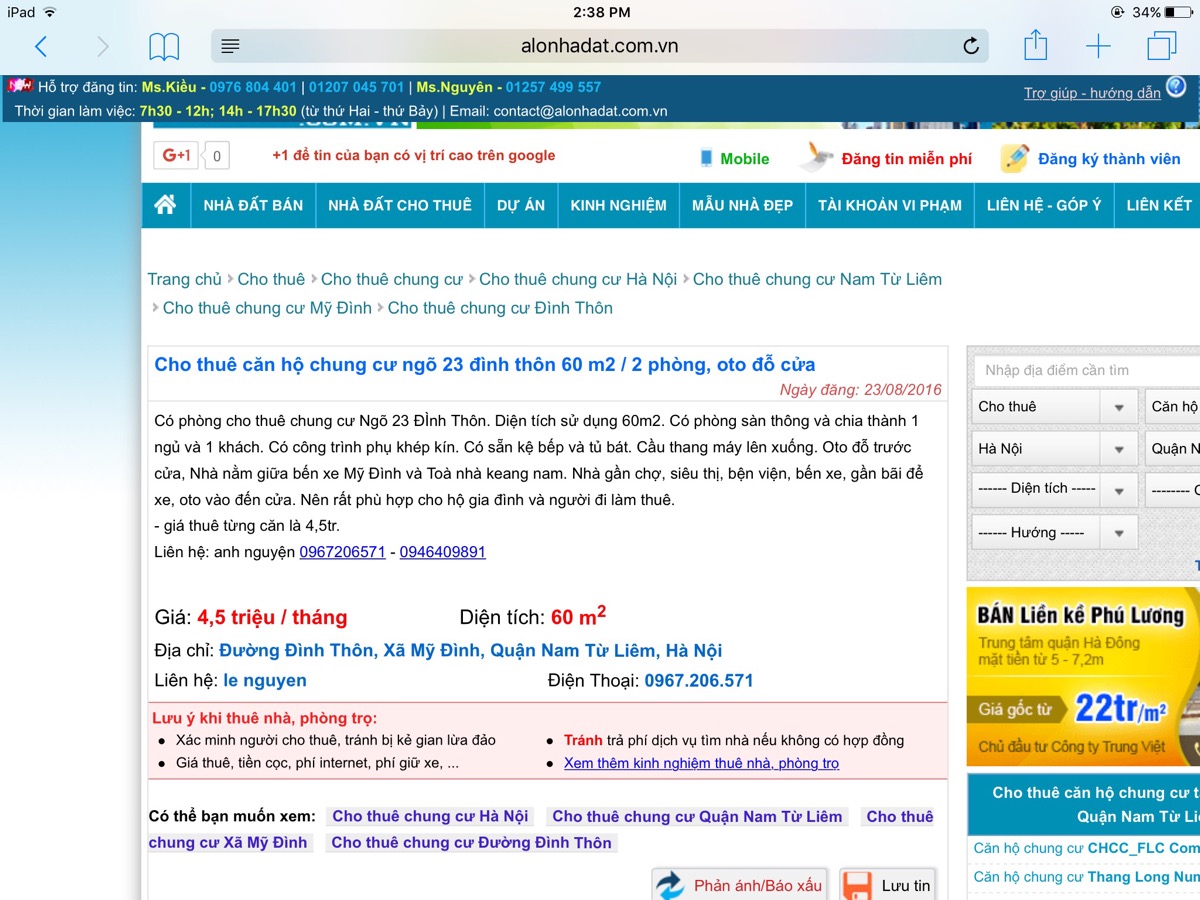 iPad 2:38 PM 34%
alonhadat.com.vn
Hỗ trợ đăng tin: Ms.Kiều - 0976 804 401 | 01207 045 701 | Ms.Nguyên - 01257 499 557
Trợ giúp - hướng dẫn
Thời gian làm việc: 7h30 - 12h; 14h - 17h30 (từ thứ Hai - thứ Bảy) | Email: contact@alonhadat.com.vn
G+1 0 +1 để tin của bạn có vị trí cao trên google Mobile Đăng tin miễn phí Đăng ký thành viên
NHÀ ĐẤT BÁN NHÀ ĐẤT CHO THUÊ DỰ ÁN KINH NGHIỆM MẪU NHÀ ĐẸP TÀI KHOẢN VI PHẠM LIÊN HỆ - GÓP Ý LIÊN KẾT
Trang chủ Cho thuê Cho thuê chung cư Cho thuê chung cư Hà Nội Cho thuê chung cư Nam Từ Liêm
Cho thuê chung cư Mỹ Đình Cho thuê chung cư Đình Thôn
Cho thuê căn hộ chung cư ngõ 23 đình thôn 60 m2 / 2 phòng, oto đỗ cửa
Ngày đăng: 23/08/2016
Có phòng cho thuê chung cư Ngõ 23 ĐÌnh Thôn. Diện tích sử dụng 60m2. Có phòng sàn thông và chia thành 1
ngủ và 1 khách. Có công trình phụ khép kín. Có sẵn kệ bếp và tủ bát. Cầu thang máy lên xuống. Oto đỗ trước
cửa, Nhà nằm giữa bến xe Mỹ Đình và Toà nhà keang nam. Nhà gần chợ, siêu thị, bện viện, bến xe, gần bãi để
xe, oto vào đến cửa. Nên rất phù hợp cho hộ gia đình và người đi làm thuê.
- giá thuê từng căn là 4,5tr.
Liên hệ: anh nguyện 0967206571 - 0946409891
Giá: 4,5 triệu / tháng Diện tích: 60 m²
Địa chỉ: Đường Đình Thôn, Xã Mỹ Đình, Quận Nam Từ Liêm, Hà Nội
Liên hệ: le nguyen Điện Thoại: 0967.206.571
Lưu ý khi thuê nhà, phòng trọ:
• Xác minh người cho thuê, tránh bị kẻ gian lừa đảo • Tránh trả phí dịch vụ tìm nhà nếu không có hợp đồng
• Giá thuê, tiền cọc, phí internet, phí giữ xe, ... • Xem thêm kinh nghiệm thuê nhà, phòng trọ
Có thể bạn muốn xem: Cho thuê chung cư Hà Nội Cho thuê chung cư Quận Nam Từ Liêm Cho thuê
chung cư Xã Mỹ Đình Cho thuê chung cư Đường Đình Thôn
Phản ánh/Báo xấu Lưu tin
Nhập địa điểm cần tìm
Cho thuê Căn hộ
Hà Nội Quận N
------ Diện tích ----- --------
------ Hướng -----
BÁN Liền kề Phú Lương
Trung tâm quận Hà Đông
mặt tiền từ 5 - 7,2m
Giá gốc từ 22tr/m²
Chủ đầu tư Công ty Trung Việt
Cho thuê căn hộ chung cư t
Quận Nam Từ Li
Căn hộ chung cư CHCC_FLC Com
Căn hộ chung cư Thang Long Num